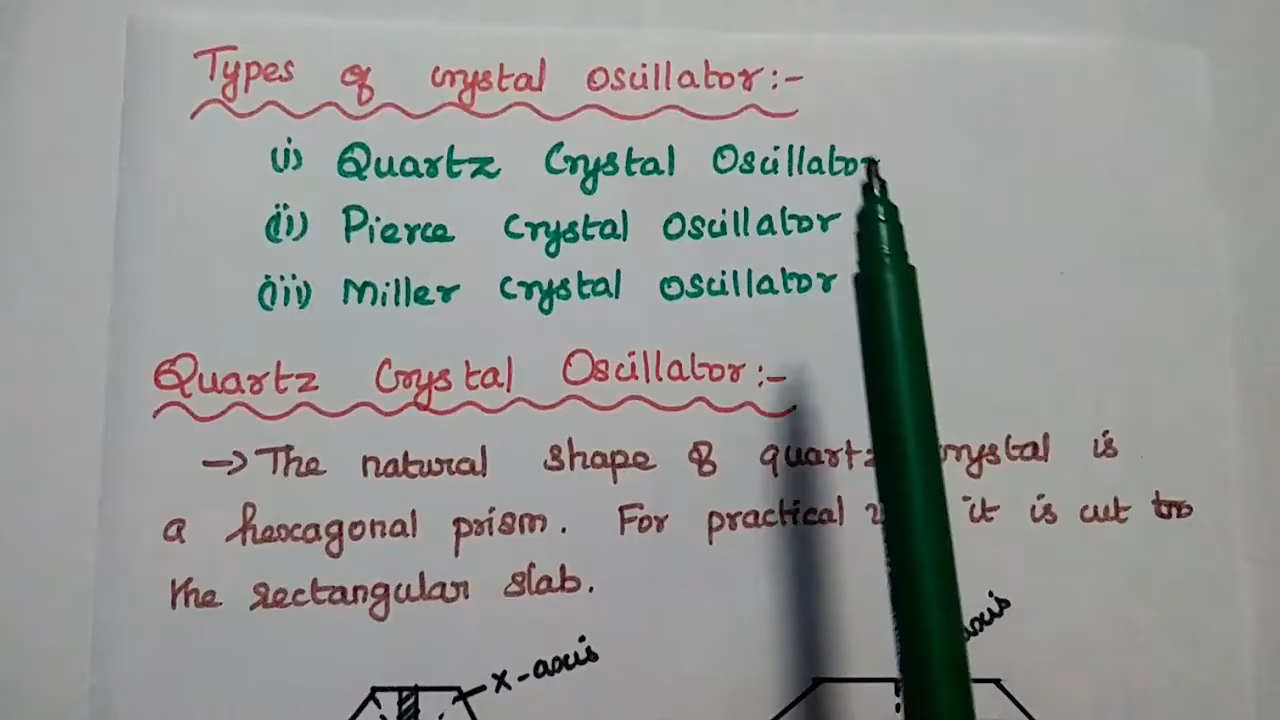 Types of crystal oscillator:-
(i) Quartz Crystal Oscillator
(ii) Pierce Crystal Oscillator
(iii) Miller Crystal oscillator
Quartz Crystal Oscillator:-
→ The natural shape of quartz crystal is
a hexagonal prism. For practical it is cut to
the rectangular slab.
X-axis
axis